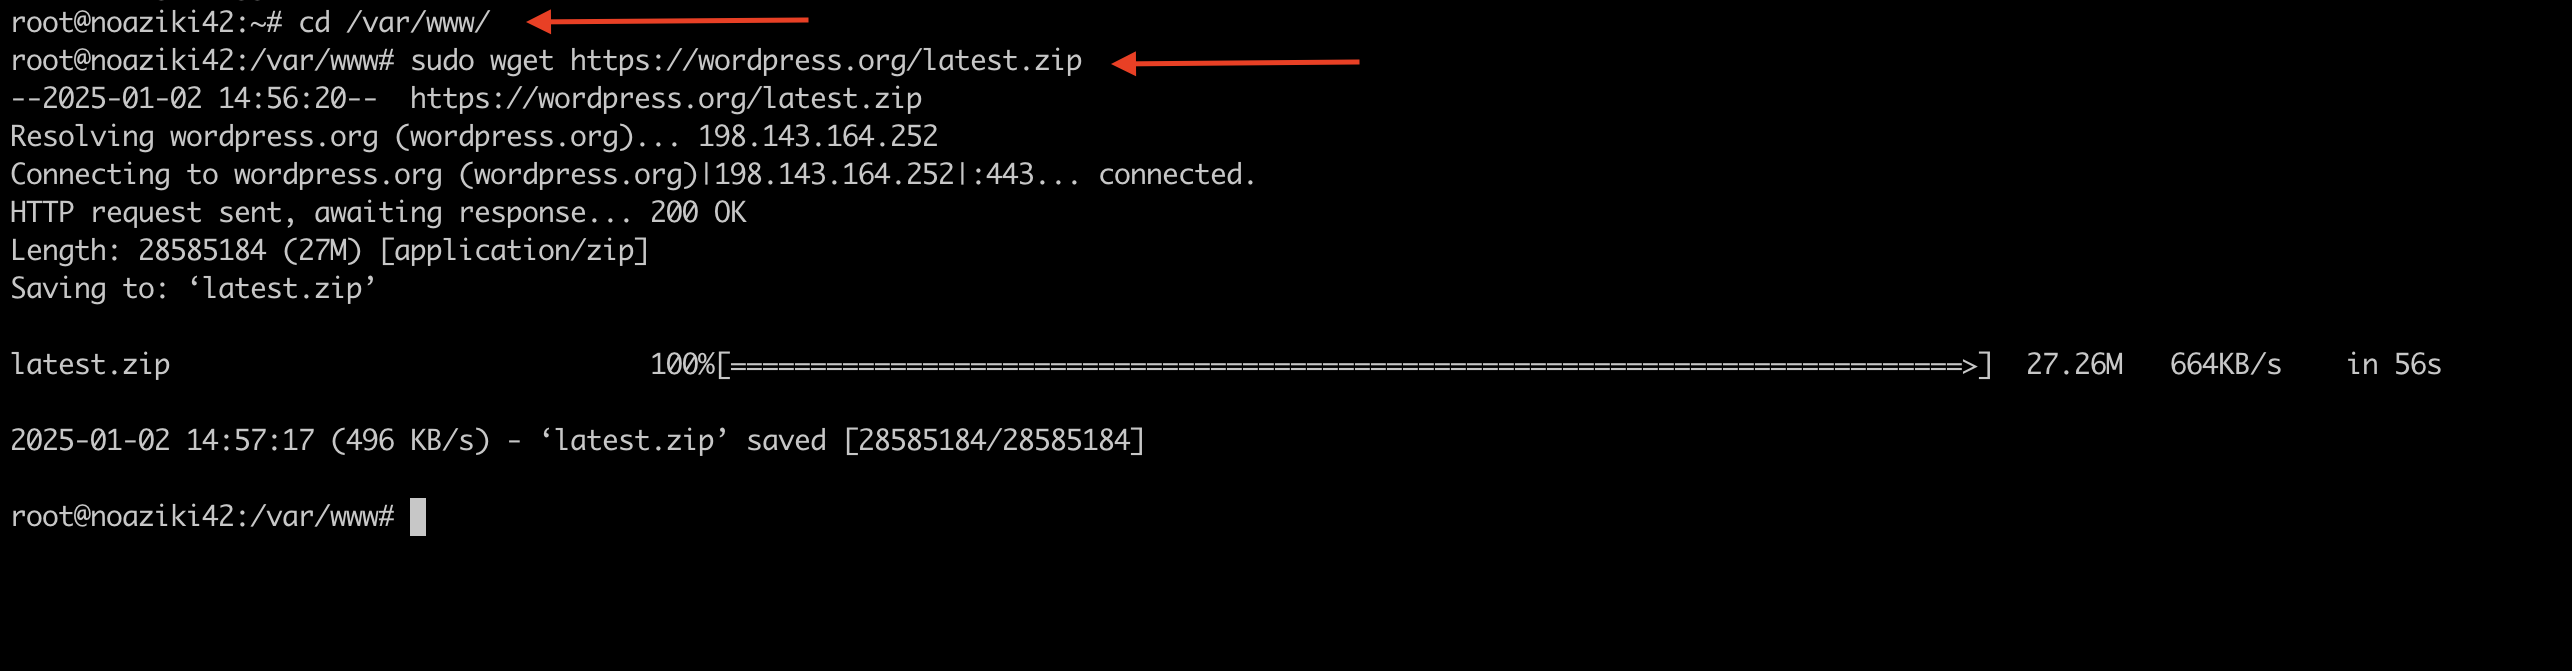 root@noaziki42:~# cd /var/www/
root@noaziki42:/var/www# sudo wget https://wordpress.org/latest.zip
--2025-01-02 14:56:20--  https://wordpress.org/latest.zip
Resolving wordpress.org (wordpress.org)... 198.143.164.252
Connecting to wordpress.org (wordpress.org)|198.143.164.252|:443... connected.
HTTP request sent, awaiting response... 200 OK
Length: 28585184 (27M) [application/zip]
Saving to: ‘latest.zip’
latest.zip                              100%[=============================================================================>]  27.26M   664KB/s    in 56s
2025-01-02 14:57:17 (496 KB/s) - ‘latest.zip’ saved [28585184/28585184]
root@noaziki42:/var/www#